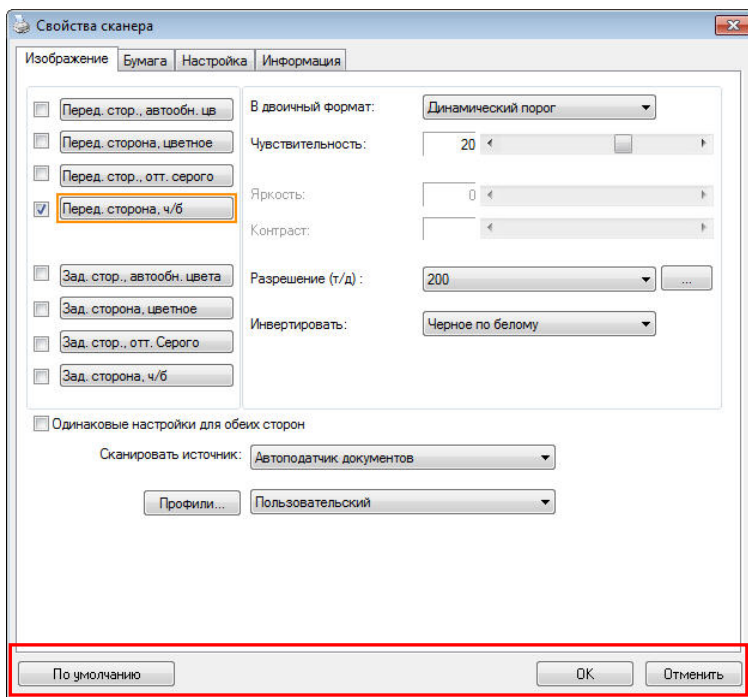 Свойства сканера
Изображение Бумага Настройка Информация
Перед. стор., автообн. цв
Перед. сторона, цветное
Перед. стор., отт. серого
Перед. сторона, ч/б
Зад. стор., автообн. цвета
Зад. сторона, цветное
Зад. стор., отт. Серого
Зад. сторона, ч/б
В двоичный формат: Динамический порог
Чувствительность: 20
Яркость: 0
Контраст:
Разрешение (т/д) : 200 ...
Инвертировать: Черное по белому
Одинаковые настройки для обеих сторон
Сканировать источник: Автоподатчик документов
Профили... Пользовательский
По умолчанию OK Отменить